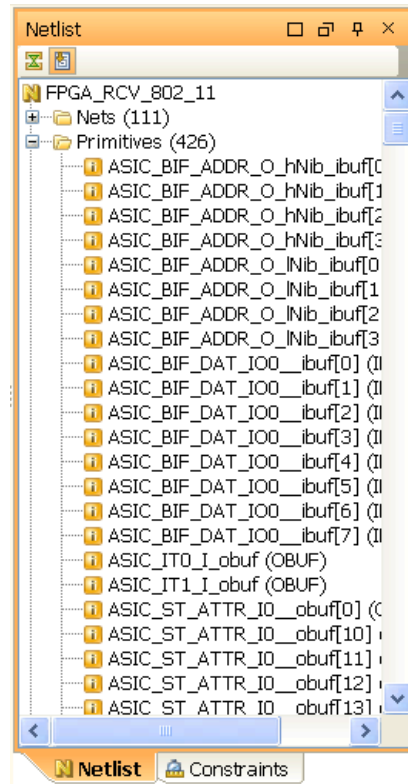 Netlist
FPGA_RCV_802_11
Nets (111)
Primitives (426)
ASIC_BIF_ADDR_O_hNib_ibuf[0
ASIC_BIF_ADDR_O_hNib_ibuf[1
ASIC_BIF_ADDR_O_hNib_ibuf[2
ASIC_BIF_ADDR_O_hNib_ibuf[3
ASIC_BIF_ADDR_O_lNib_ibuf[0
ASIC_BIF_ADDR_O_lNib_ibuf[1
ASIC_BIF_ADDR_O_lNib_ibuf[2
ASIC_BIF_ADDR_O_lNib_ibuf[3
ASIC_BIF_DAT_IO0__ibuf[0] (I
ASIC_BIF_DAT_IO0__ibuf[1] (I
ASIC_BIF_DAT_IO0__ibuf[2] (I
ASIC_BIF_DAT_IO0__ibuf[3] (I
ASIC_BIF_DAT_IO0__ibuf[4] (I
ASIC_BIF_DAT_IO0__ibuf[5] (I
ASIC_BIF_DAT_IO0__ibuf[6] (I
ASIC_BIF_DAT_IO0__ibuf[7] (I
ASIC_IT0_I_obuf (OBUF)
ASIC_IT1_I_obuf (OBUF)
ASIC_ST_ATTR_I0__obuf[0] (O
ASIC_ST_ATTR_I0__obuf[10]
ASIC_ST_ATTR_I0__obuf[11]
ASIC_ST_ATTR_I0__obuf[12]
ASIC_ST_ATTR_I0__obuf[13]
Netlist Constraints